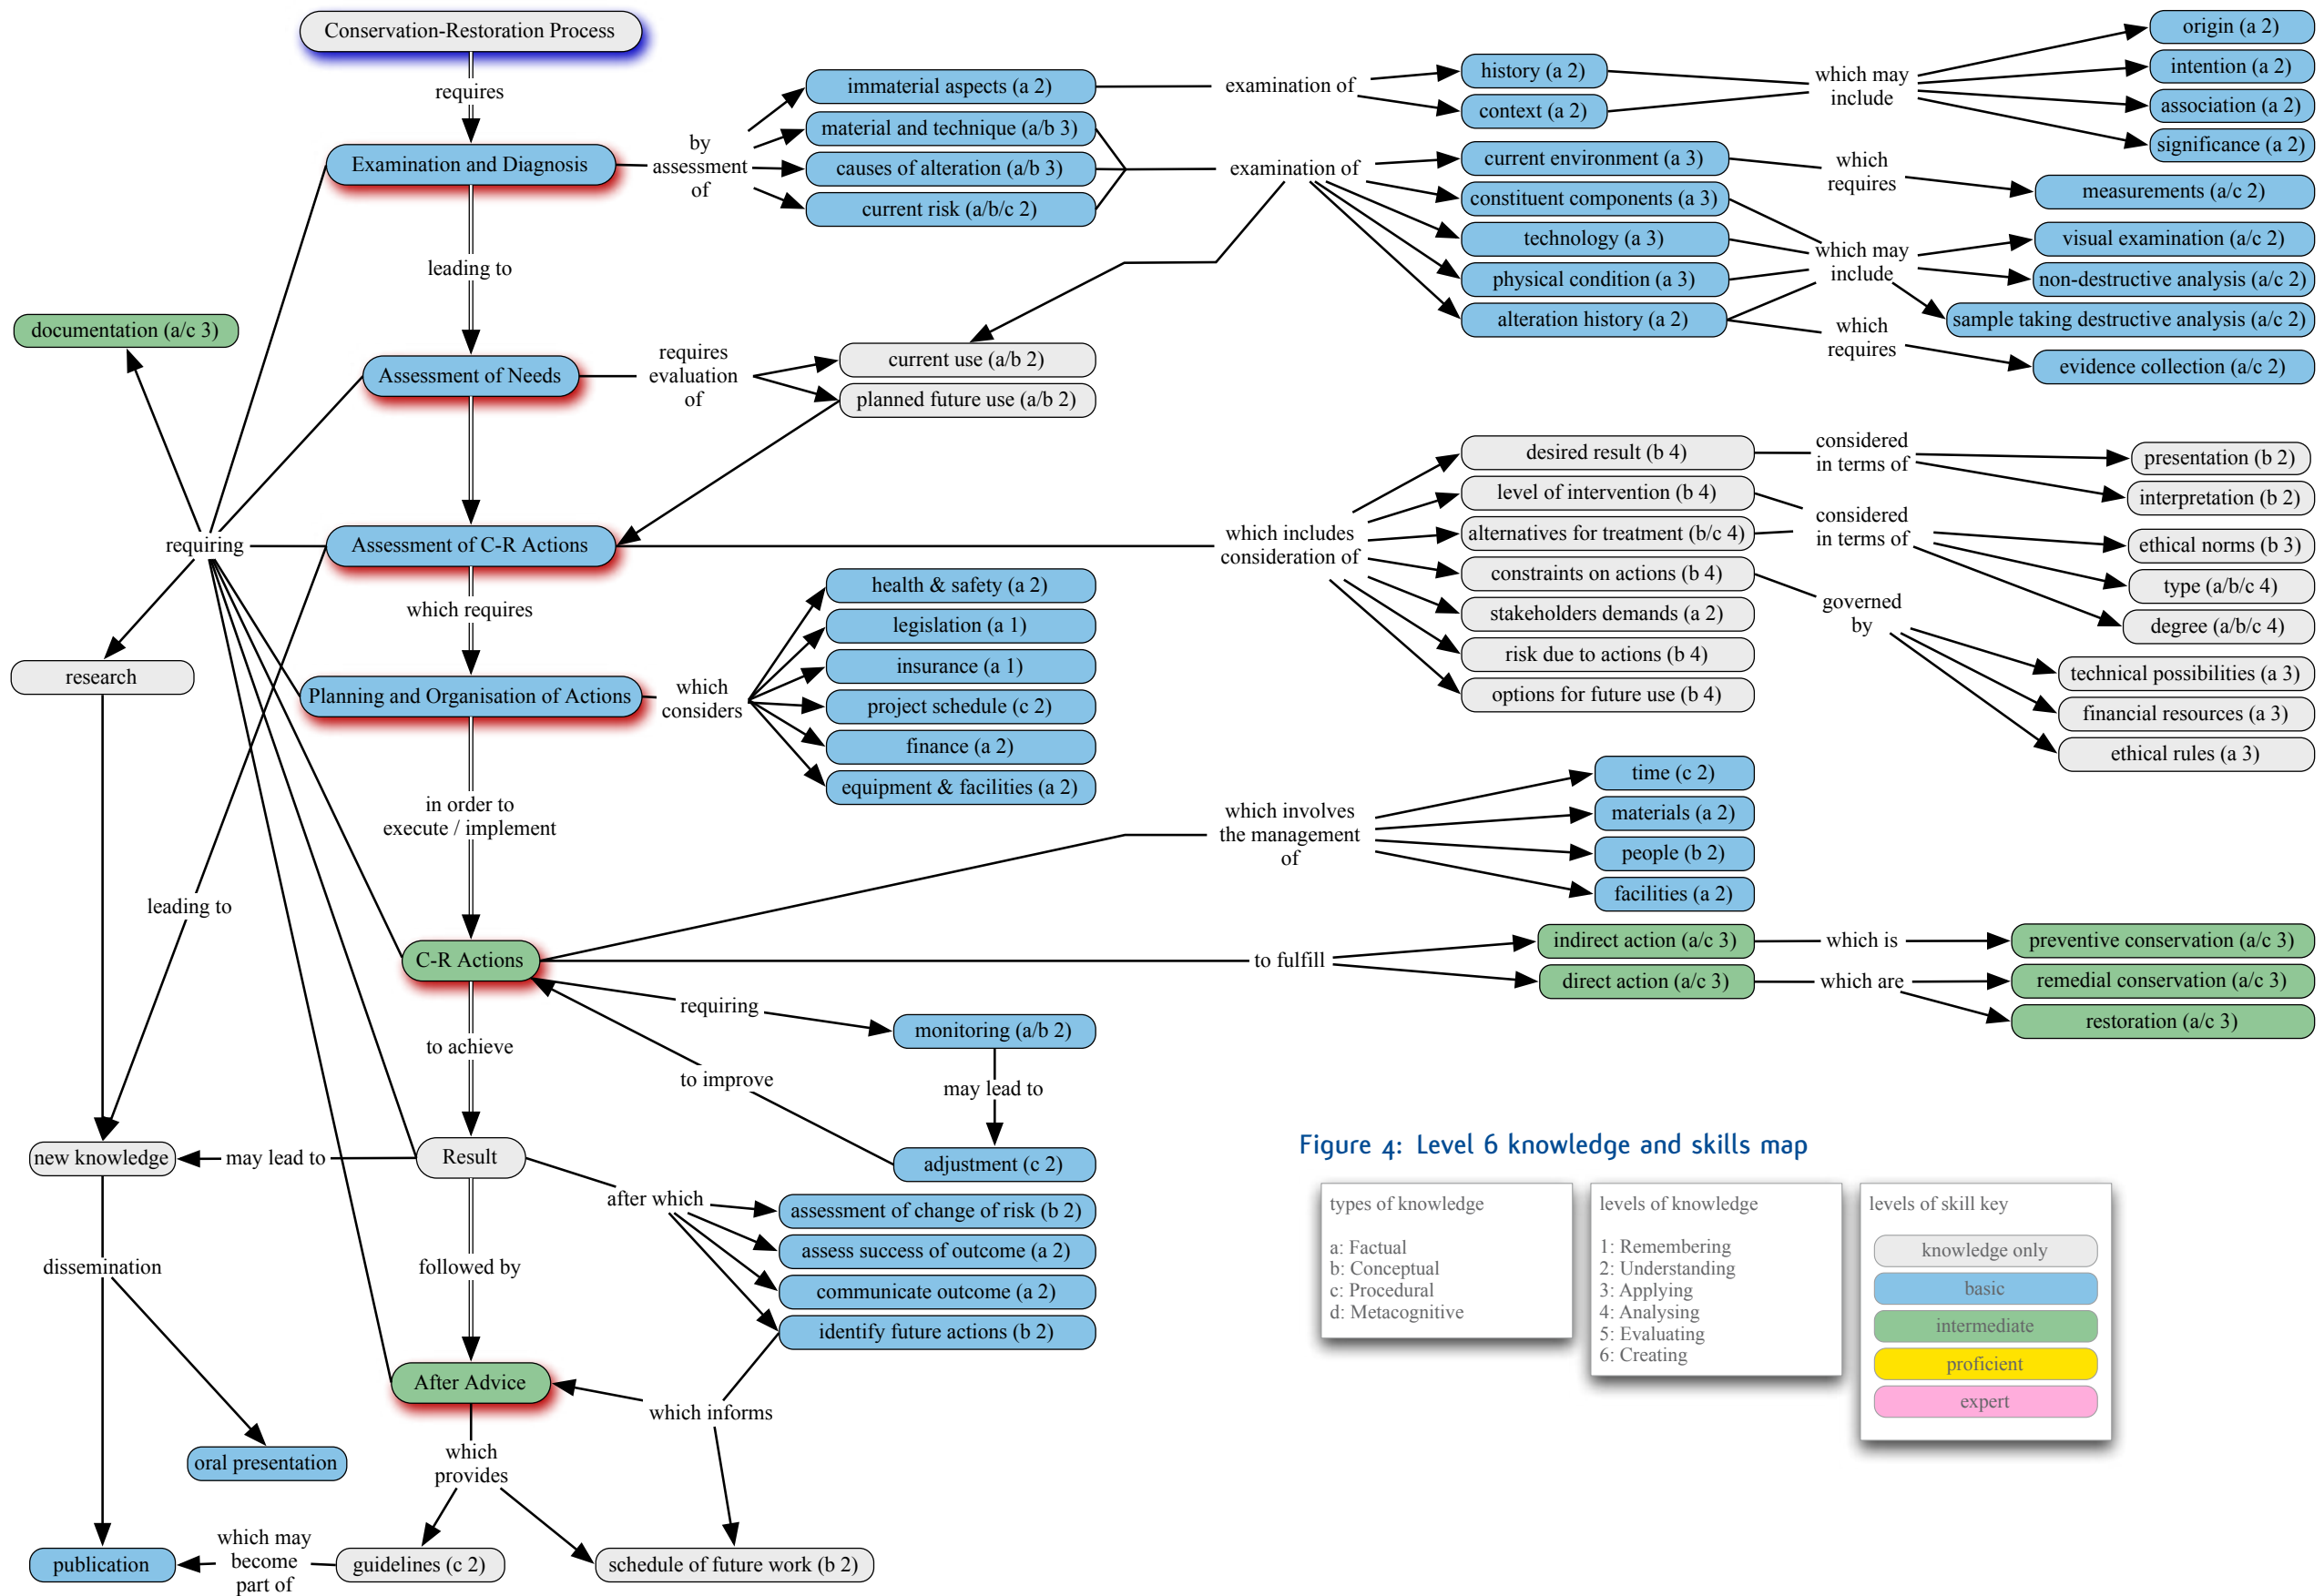 Conservation-Restoration Process
requires
Examination and Diagnosis
by
assessment
of
immaterial aspects (a 2)
material and technique (a/b 3)
causes of alteration (a/b 3)
current risk (a/b/c 2)
examination of
history (a 2)
context (a 2)
which may
include
origin (a 2)
intention (a 2)
association (a 2)
significance (a 2)
examination of
current environment (a 3)
constituent components (a 3)
technology (a 3)
physical condition (a 3)
alteration history (a 2)
which
requires
measurements (a/c 2)
which may
include
visual examination (a/c 2)
non-destructive analysis (a/c 2)
sample taking destructive analysis (a/c 2)
which
requires
evidence collection (a/c 2)
leading to
documentation (a/c 3)
Assessment of Needs
requires
evaluation
of
current use (a/b 2)
planned future use (a/b 2)
requiring
Assessment of C-R Actions
which includes
consideration of
desired result (b 4)
level of intervention (b 4)
alternatives for treatment (b/c 4)
constraints on actions (b 4)
stakeholders demands (a 2)
risk due to actions (b 4)
options for future use (b 4)
considered
in terms of
presentation (b 2)
interpretation (b 2)
considered
in terms of
ethical norms (b 3)
type (a/b/c 4)
degree (a/b/c 4)
governed
by
technical possibilities (a 3)
financial resources (a 3)
ethical rules (a 3)
which requires
research
Planning and Organisation of Actions
which
considers
health & safety (a 2)
legislation (a 1)
insurance (a 1)
project schedule (c 2)
finance (a 2)
equipment & facilities (a 2)
in order to
execute / implement
which involves
the management
of
time (c 2)
materials (a 2)
people (b 2)
facilities (a 2)
leading to
C-R Actions
to fulfill
indirect action (a/c 3)
direct action (a/c 3)
which is
which are
preventive conservation (a/c 3)
remedial conservation (a/c 3)
restoration (a/c 3)
requiring
monitoring (a/b 2)
to achieve
to improve
may lead to
adjustment (c 2)
new knowledge
may lead to
Result
after which
assessment of change of risk (b 2)
assess success of outcome (a 2)
communicate outcome (a 2)
identify future actions (b 2)
dissemination
followed by
After Advice
which informs
oral presentation
which
provides
publication
which may
become
part of
guidelines (c 2)
schedule of future work (b 2)
Figure 4: Level 6 knowledge and skills map
types of knowledge
a: Factual
b: Conceptual
c: Procedural
d: Metacognitive
levels of knowledge
1: Remembering
2: Understanding
3: Applying
4: Analysing
5: Evaluating
6: Creating
levels of skill key
knowledge only
basic
intermediate
proficient
expert